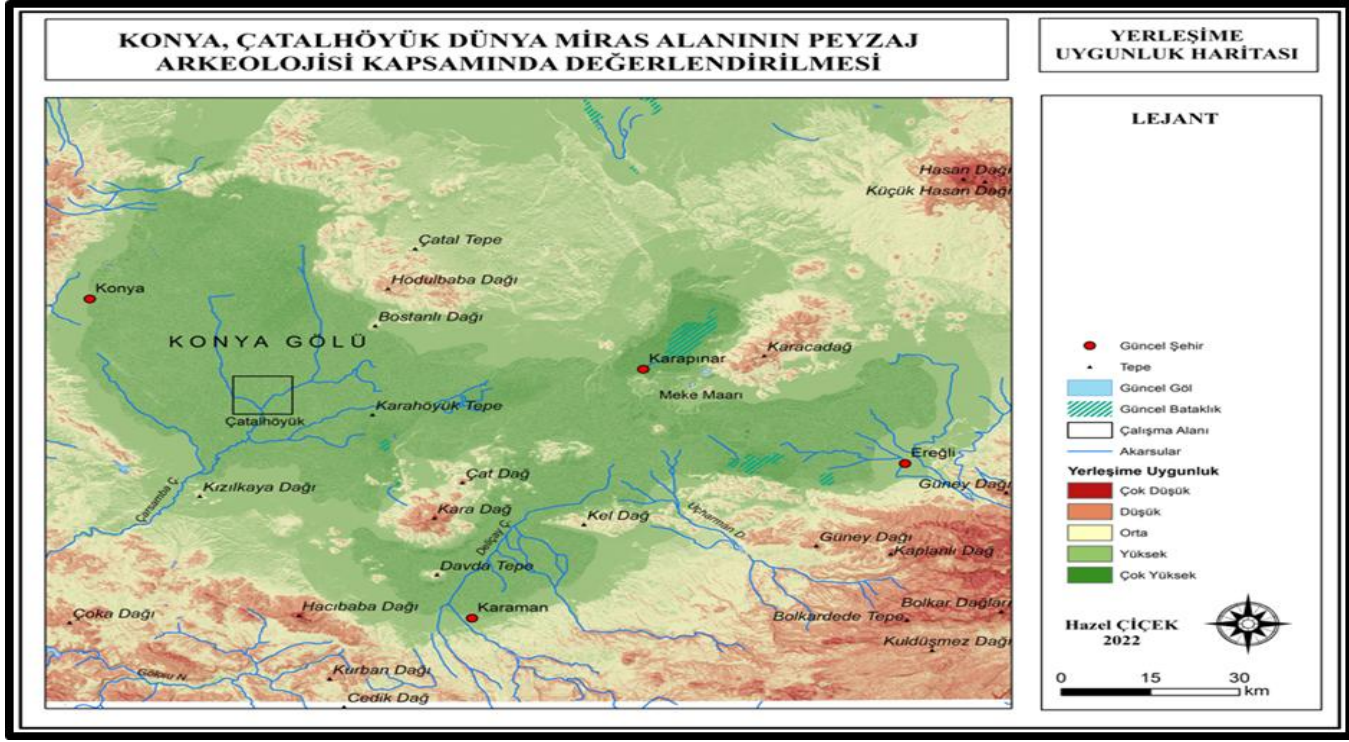 KONYA, ÇATALHÖYÜK DÜNYA MİRAS ALANININ PEYZAJ
ARKEOLOJİSİ KAPSAMINDA DEĞERLENDİRİLMESİ
YERLEŞİME
UYGUNLUK HARİTASI
Hasan Dağı
Küçük Hasan Dağı
Çatal Tepe
Hodulbaba Dağı
Konya
Bostanlı Dağı
KONYA GÖLÜ
Karacadağ
Karapınar
Meke Maarı
Karahöyük Tepe
Çatalhöyük
Ereğli
Çat Dağ
Güney Dağı
Kızılkaya Dağı
Çarşamba Ç.
Kara Dağ
Kel Dağ
Uçharman D.
Deliçay Ç.
Güney Dağı
Kaplanlı Dağ
Davda Tepe
Hacıbaba Dağı
Karaman
Bolkar Dağları
Çoka Dağı
Bolkardede Tepe
Kuldüşmez Dağı
Kurban Dağı
Göksu N.
Cedik Dağ
LEJANT
Güncel Şehir
Tepe
Güncel Göl
Güncel Bataklık
Çalışma Alanı
Akarsular
Yerleşime Uygunluk
Çok Düşük
Düşük
Orta
Yüksek
Çok Yüksek
Hazel ÇİÇEK
2022
0 15 30
km